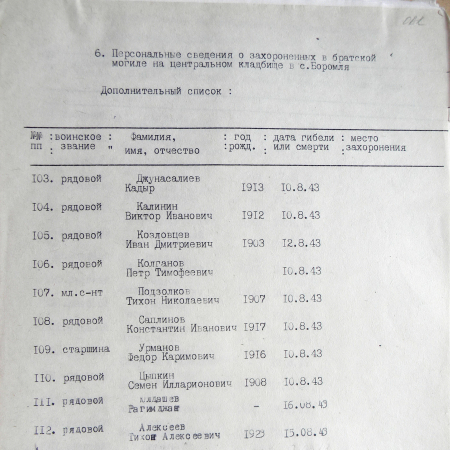 6. Персональные сведения о захороненных в братской
могиле на центральном кладбище в с.Боромля
Дополнительный список :
№№ :воинское : Фамилия, : год : дата гибели : место
пп : звание " имя, отчество :рожд. : или смерти :захоронения
103. рядовой Джунасалиев
Кадыр 1913 10.8.43
104. рядовой Калинин
Виктор Иванович 1912 10.8.43
105. рядовой Козловцев
Иван Дмитриевич 1903 12.8.43
106. рядовой Колганов
Петр Тимофеевич 10.8.43
107. мл.с-нт Подзолков
Тихон Николаевич 1907 10.8.43
108. рядовой Саплинов
Константин Иванович 1917 10.8.43
109. старшина Урманов
Федор Каримович 1916 10.8.43
110. рядовой Цыпкин
Семен Илларионович 1908 10.8.43
111. рядовой
Рагимджан - 16.08.43
112. рядовой Алексеев
Тихон Алексеевич 1923 15.08.43